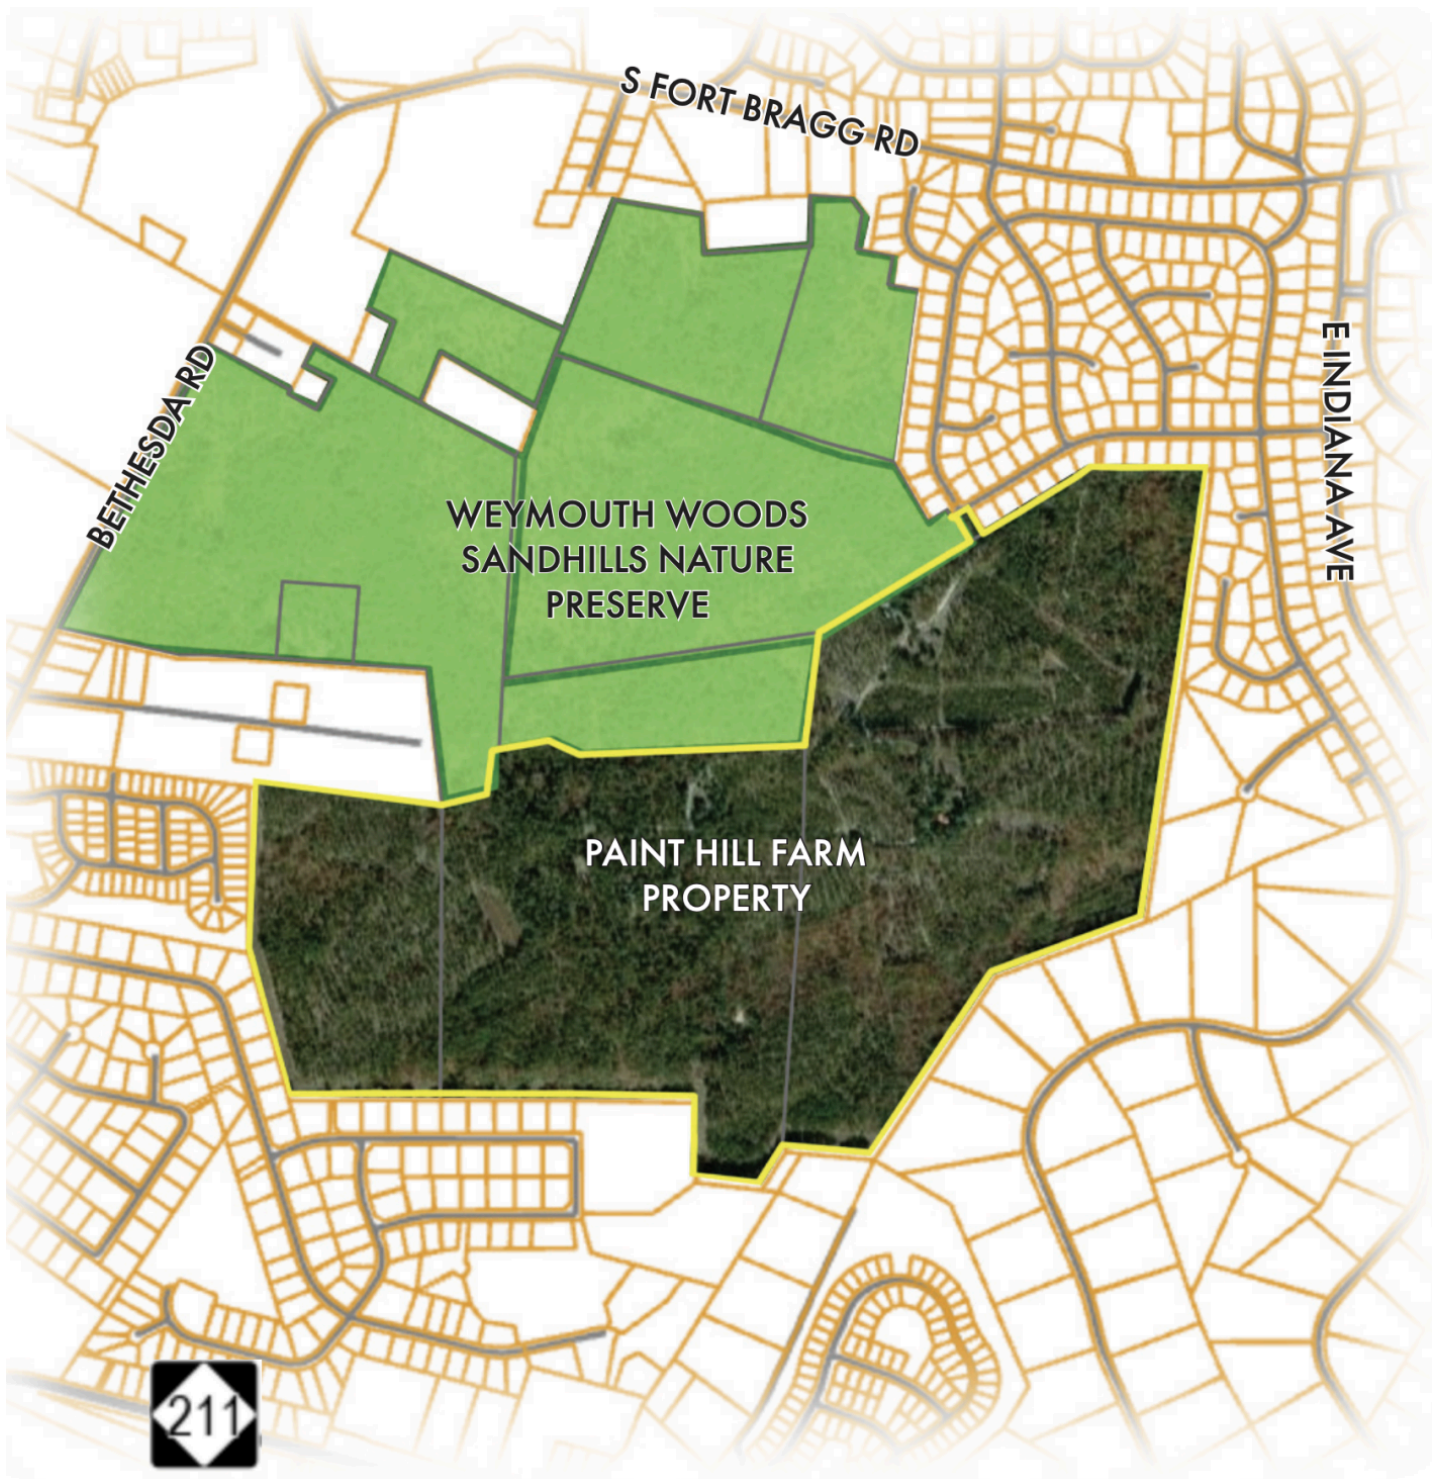 S FORT BRAGG RD
BETHESDA RD
E INDIANA AVE
WEYMOUTH WOODS
SANDHILLS NATURE
PRESERVE
PAINT HILL FARM
PROPERTY
211